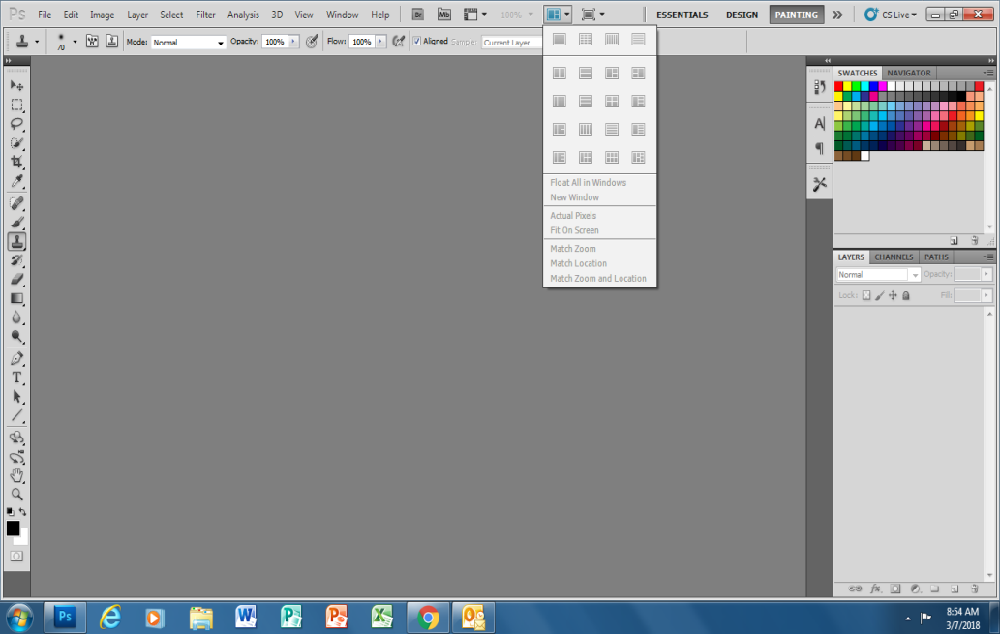 Ps File Edit Image Layer Select Filter Analysis 3D View Window Help Br Mb 100% ESSENTIALS DESIGN PAINTING CS Live
70 Mode: Normal Opacity: 100% Flow: 100% Aligned Sample: Current Layer
SWATCHES NAVIGATOR
Float All in Windows
New Window
Actual Pixels
Fit On Screen
Match Zoom
Match Location
Match Zoom and Location
LAYERS CHANNELS PATHS
Normal Opacity:
Lock: Fill:
Ps
8:54 AM
3/7/2018